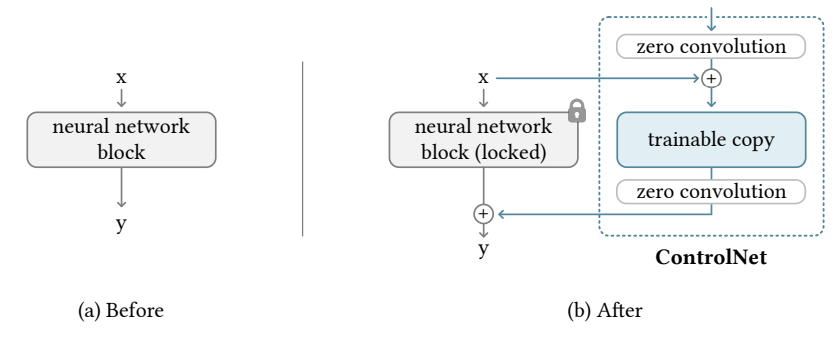 x
neural network
block
y
(a) Before
zero convolution
x
+
neural network
block (locked)
trainable copy
zero convolution
+
y
ControlNet
(b) After